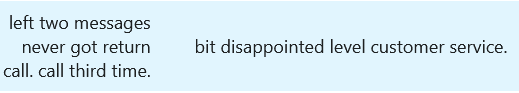 left two messages
never got return
call. call third time.
bit disappointed level customer service.